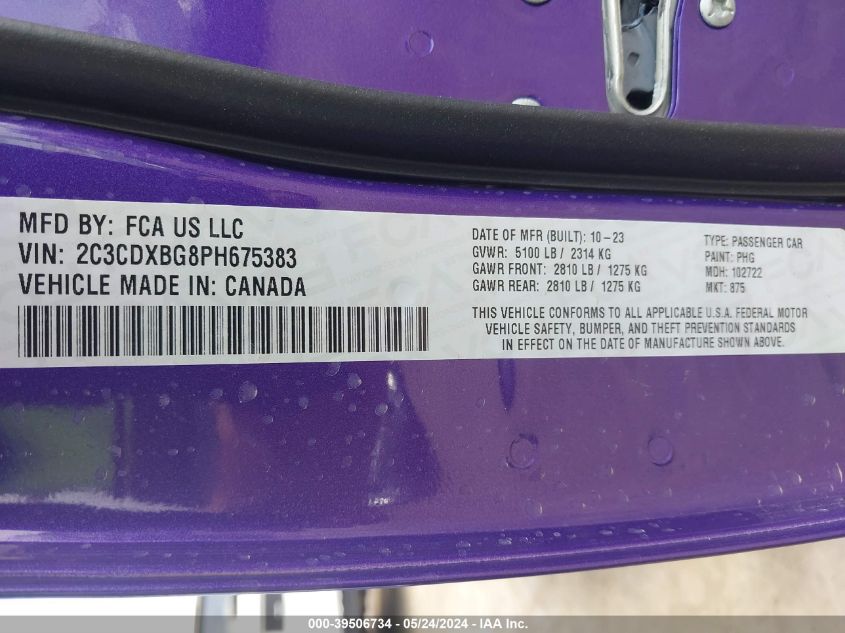 MFD BY: FCA US LLC
VIN: 2C3CDXBG8PH675383
VEHICLE MADE IN: CANADA
DATE OF MFR (BUILT): 10-23
GVWR: 5100 LB / 2314 KG
GAWR FRONT: 2810 LB / 1275 KG
GAWR REAR: 2810 LB / 1275 KG
TYPE: PASSENGER CAR
PAINT: PHG
MDH: 102722
MKT: 875
THIS VEHICLE CONFORMS TO ALL APPLICABLE U.S.A. FEDERAL MOTOR
VEHICLE SAFETY, BUMPER, AND THEFT PREVENTION STANDARDS
IN EFFECT ON THE DATE OF MANUFACTURE SHOWN ABOVE.
000-39506734 - 05/24/2024 - IAA Inc.